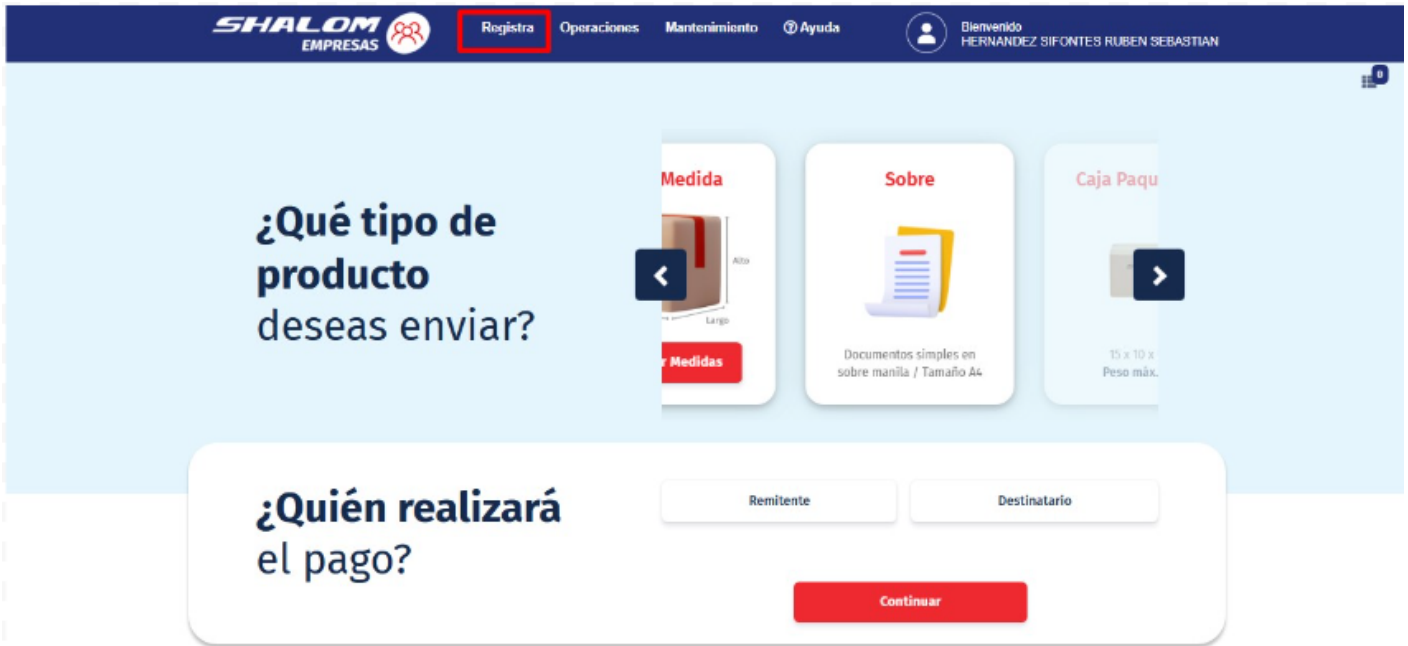 SHALOM
EMPRESAS
Registra
Operaciones
Mantenimiento
Ayuda
Bienvenido
HERNANDEZ SIFONTES RUBEN SEBASTIAN
0
¿Qué tipo de
producto
deseas enviar?
Medida
Alto
Largo
Medidas
Sobre
Documentos simples en
sobre manila / Tamaño A4
Caja Paqu
15 x 10 x
Peso máx.
¿Quién realizará
el pago?
Remitente
Destinatario
Continuar